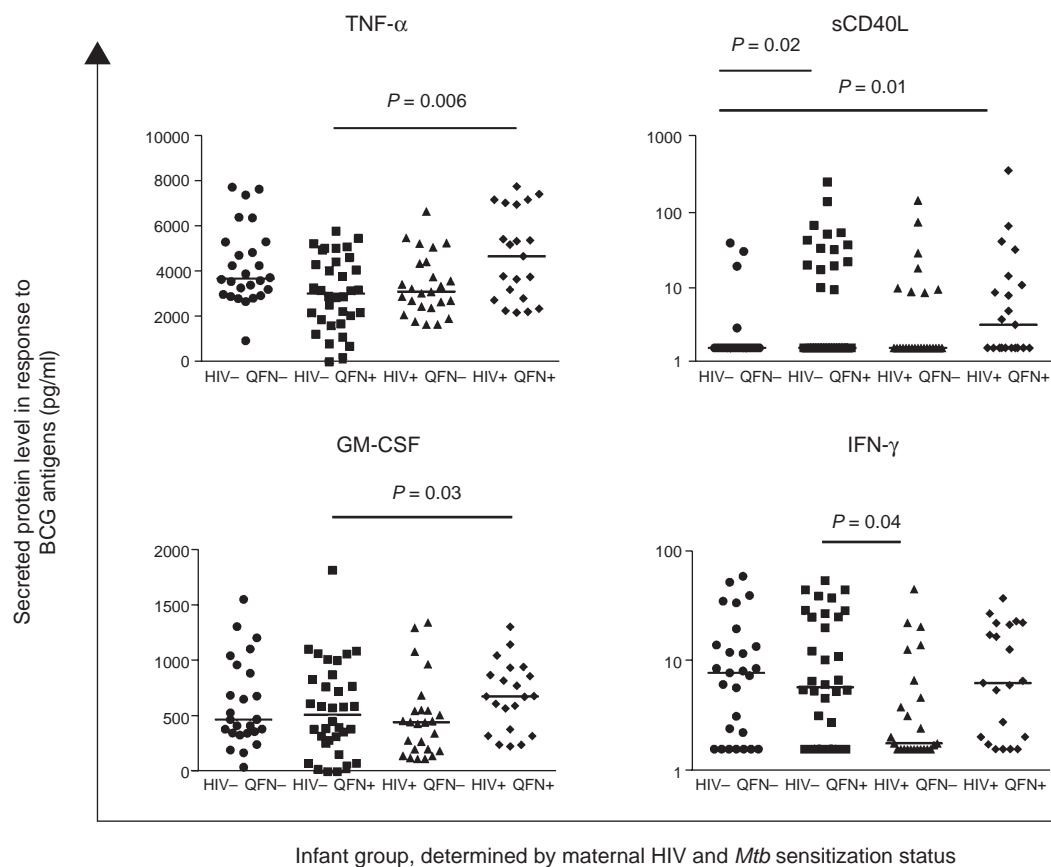 TNF-α
P = 0.006
10000
8000
6000
4000
2000
0
HIV– QFN– HIV– QFN+ HIV+ QFN– HIV+ QFN+
sCD40L
P = 0.02
P = 0.01
1000
100
10
1
HIV– QFN– HIV– QFN+ HIV+ QFN– HIV+ QFN+
Secreted protein level in response to
BCG antigens (pg/ml)
GM-CSF
P = 0.03
2000
1500
1000
500
0
HIV– QFN– HIV– QFN+ HIV+ QFN– HIV+ QFN+
IFN-γ
P = 0.04
100
10
1
HIV– QFN– HIV– QFN+ HIV+ QFN– HIV+ QFN+
Infant group, determined by maternal HIV and Mtb sensitization status